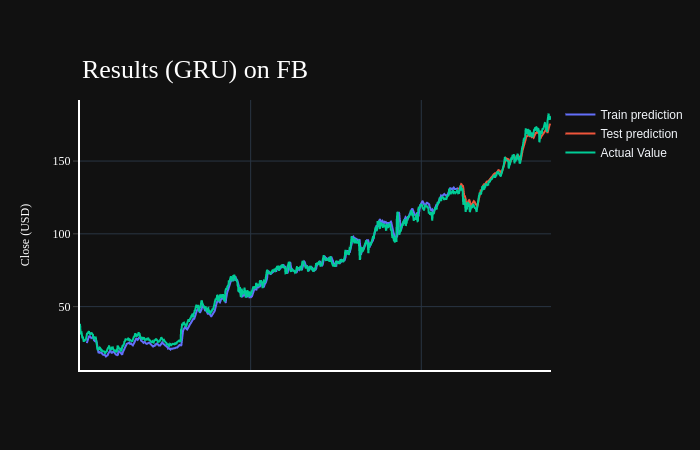 Results (GRU) on FB
Train prediction
Test prediction
Actual Value
150
100
50
Close (USD)